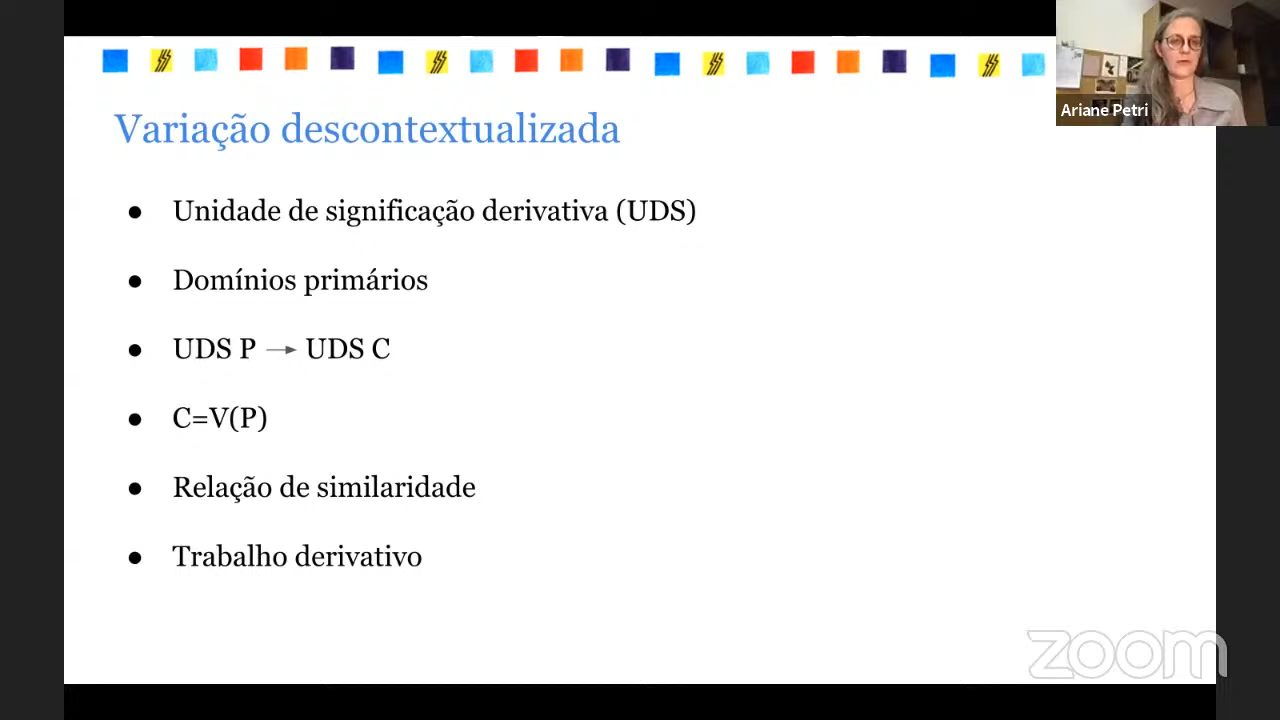 Ariane Petri
Variação descontextualizada
● Unidade de significação derivativa (UDS)
● Domínios primários
● UDS P → UDS C
● C=V(P)
● Relação de similaridade
● Trabalho derivativo
zoom